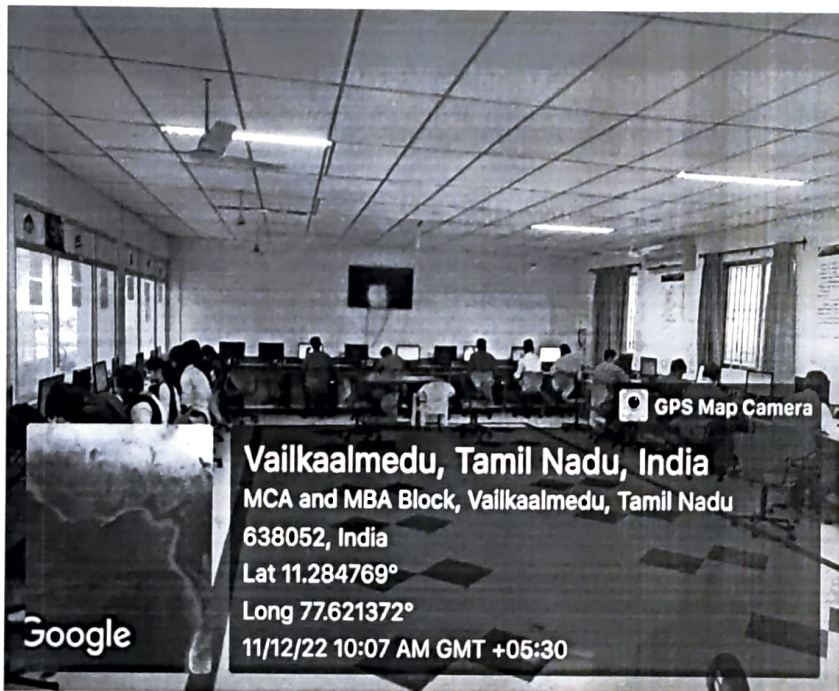 GPS Map Camera
Vailkaalmedu, Tamil Nadu, India
MCA and MBA Block, Vailkaalmedu, Tamil Nadu
638052, India
Lat 11.284769°
Long 77.621372°
11/12/22 10:07 AM GMT +05:30
Google